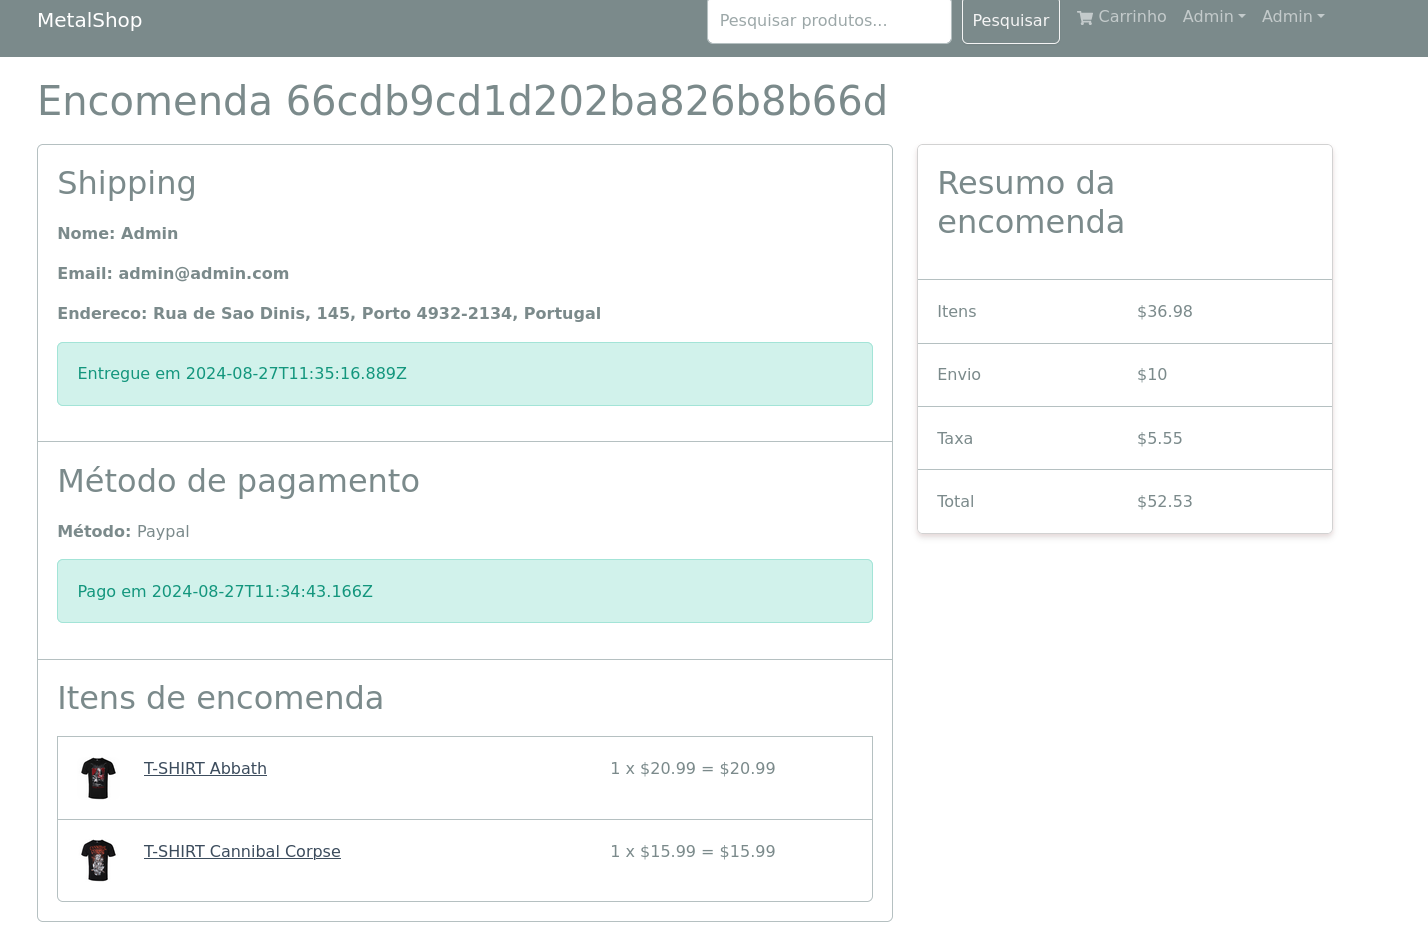 MetalShop
Pesquisar produtos...
Pesquisar
Carrinho
Admin
Admin
Encomenda 66cdb9cd1d202ba826b8b66d
Shipping
Nome: Admin
Email: admin@admin.com
Endereco: Rua de Sao Dinis, 145, Porto 4932-2134, Portugal
Entregue em 2024-08-27T11:35:16.889Z
Método de pagamento
Método: Paypal
Pago em 2024-08-27T11:34:43.166Z
Itens de encomenda
T-SHIRT Abbath
1 x $20.99 = $20.99
T-SHIRT Cannibal Corpse
1 x $15.99 = $15.99
Resumo da
encomenda
Itens
$36.98
Envio
$10
Taxa
$5.55
Total
$52.53